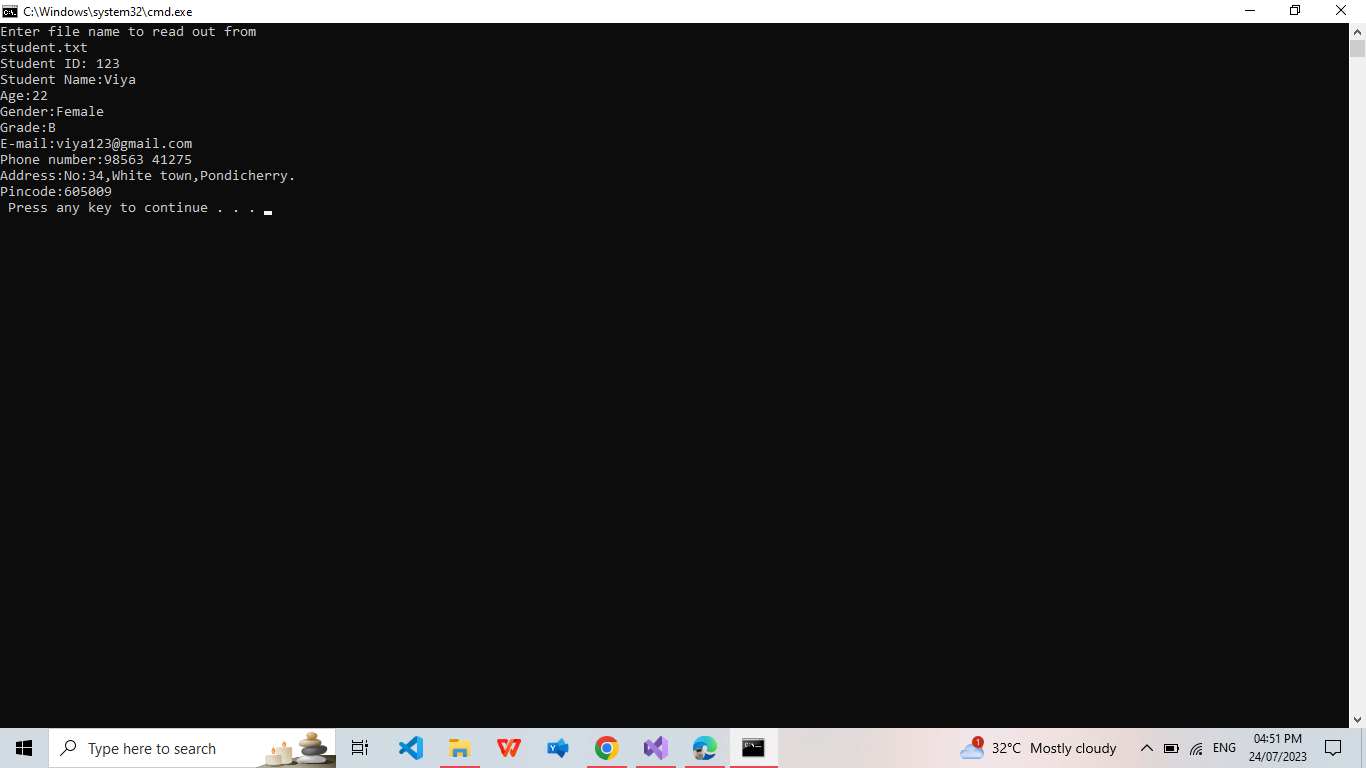 C:\Windows\system32\cmd.exe
Enter file name to read out from
student.txt
Student ID: 123
Student Name:Viya
Age:22
Gender:Female
Grade:B
E-mail:viya123@gmail.com
Phone number:98563 41275
Address:No:34,White town,Pondicherry.
Pincode:605009
Press any key to continue . . .
Type here to search
1
32°C Mostly cloudy
ENG
04:51 PM
24/07/2023